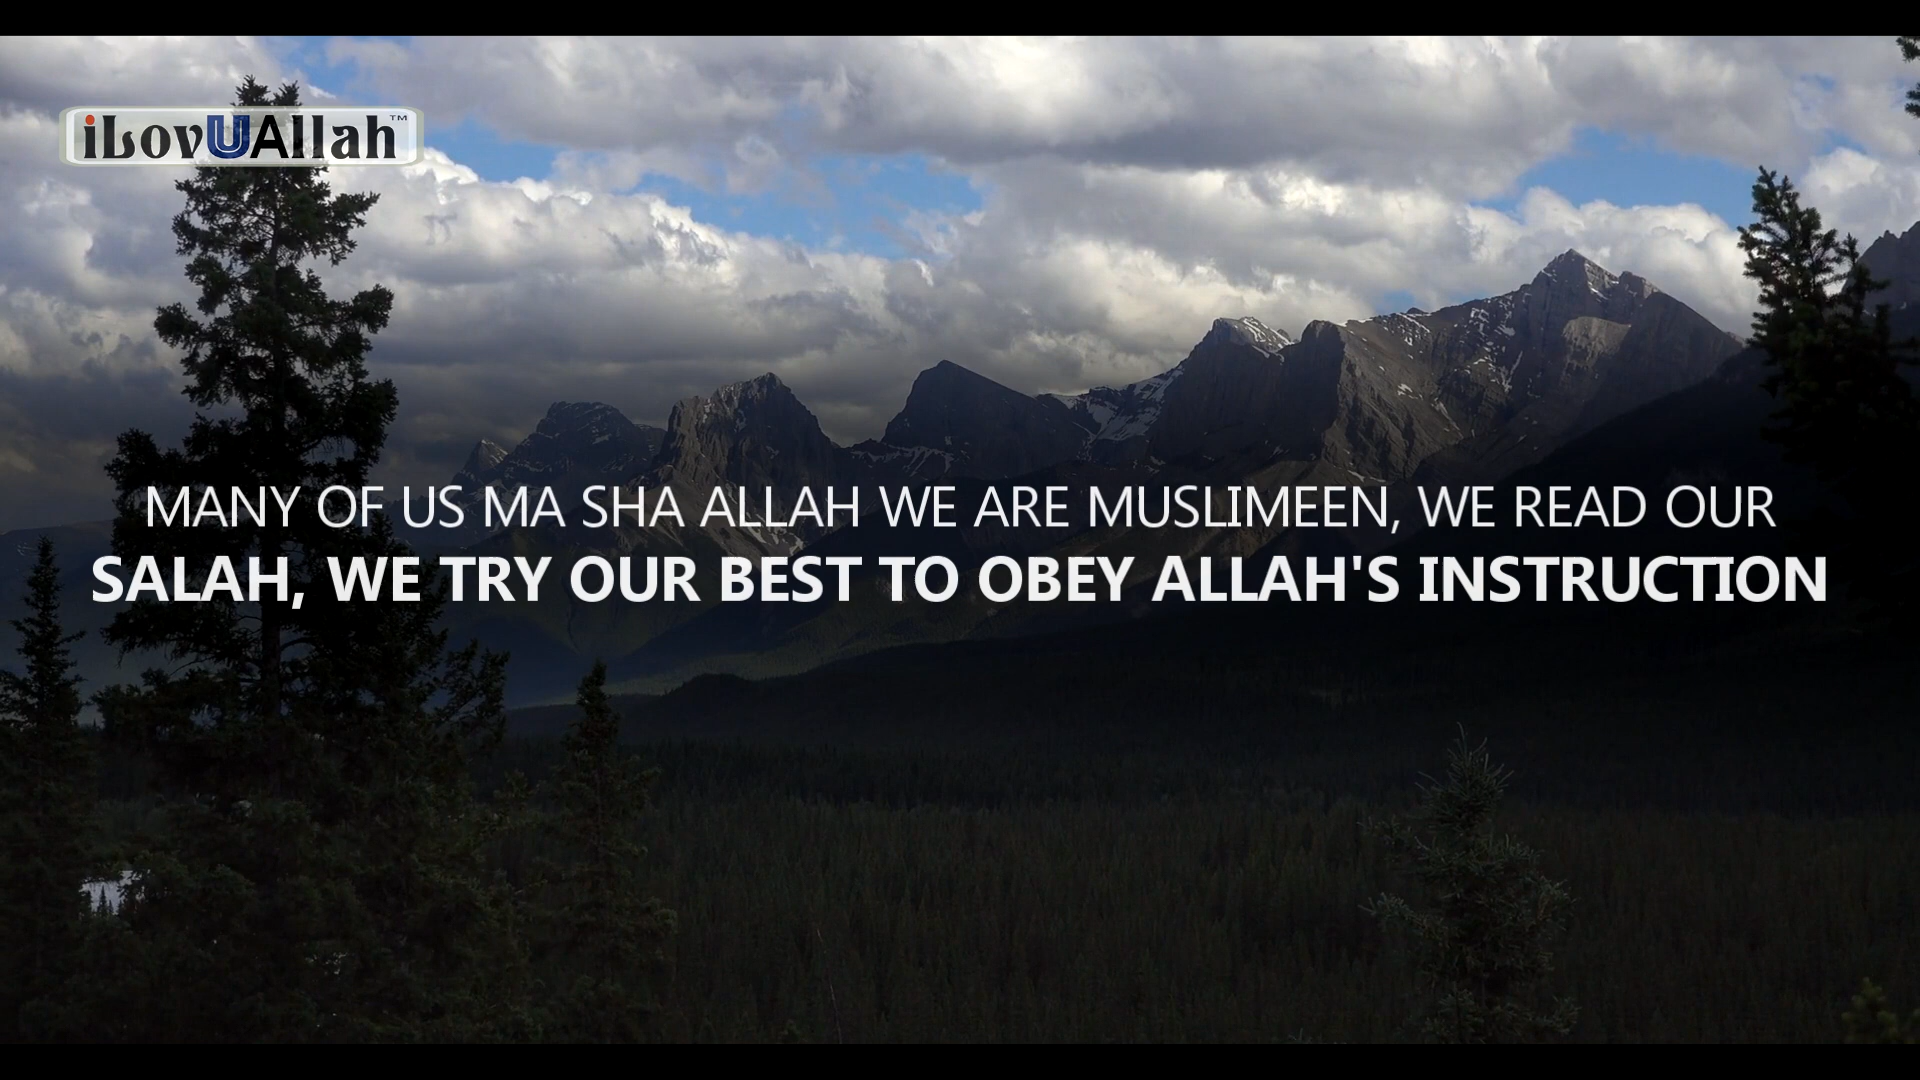 iLovUAllah™
MANY OF US MA SHA ALLAH WE ARE MUSLIMEEN, WE READ OUR
SALAH, WE TRY OUR BEST TO OBEY ALLAH'S INSTRUCTION